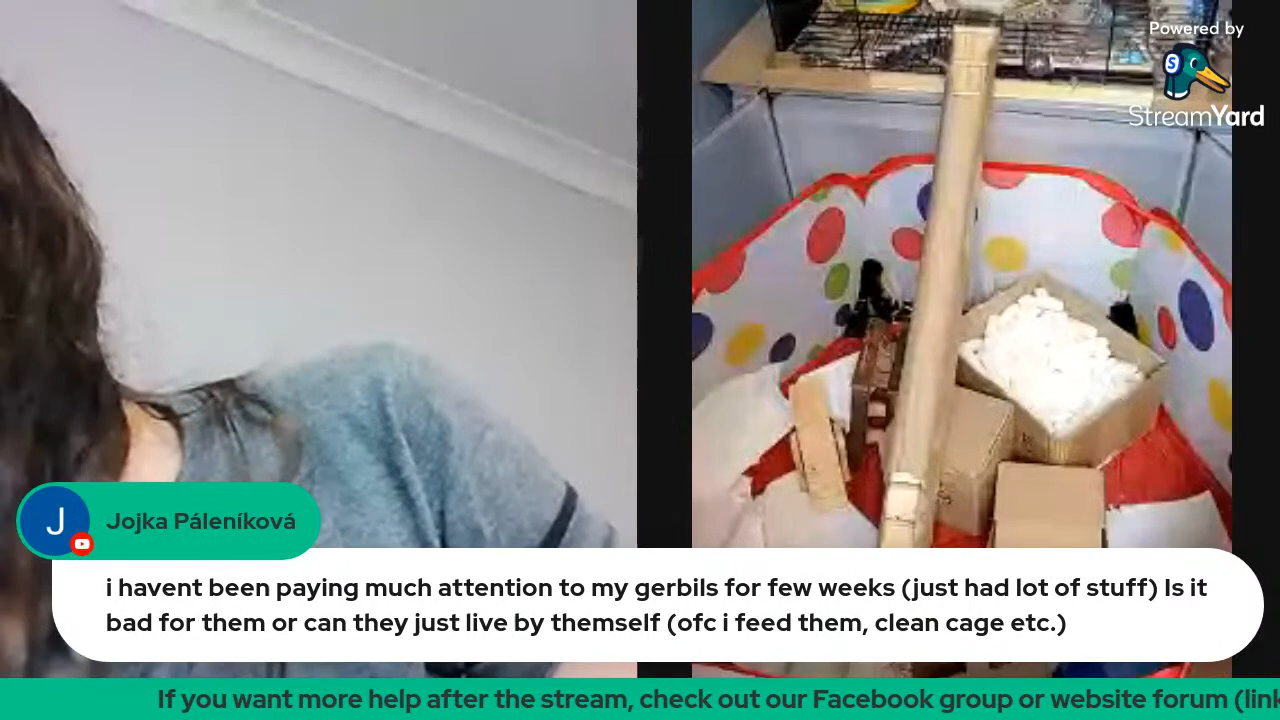 Powered by
S
StreamYard
J
Jojka Páleníková
i havent been paying much attention to my gerbils for few weeks (just had lot of stuff) Is it
bad for them or can they just live by themself (ofc i feed them, clean cage etc.)
If you want more help after the stream, check out our Facebook group or website forum (link